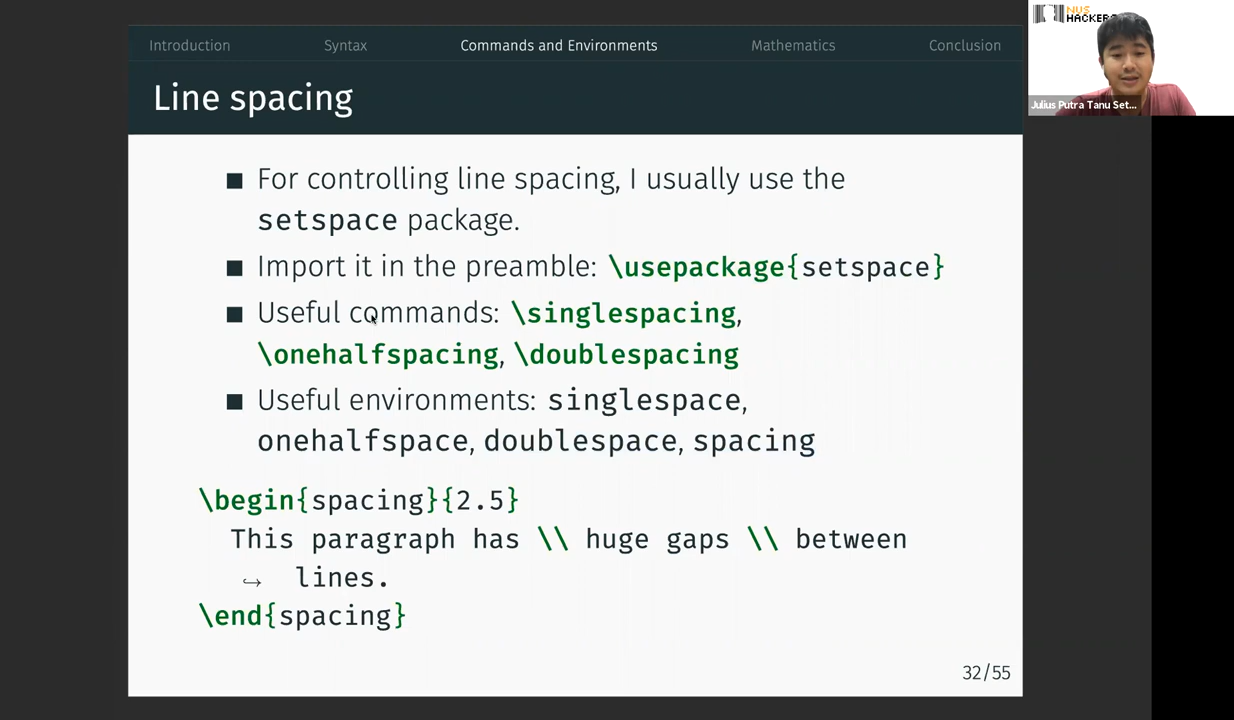 NUS
HACKERS
Julius Putra Tanu Set...
Introduction Syntax Commands and Environments Mathematics Conclusion
Line spacing
■ For controlling line spacing, I usually use the
setspace package.
■ Import it in the preamble: \usepackage{setspace}
■ Useful commands: \singlespacing,
\onehalfspacing, \doublespacing
■ Useful environments: singlespace,
onehalfspace, doublespace, spacing
\begin{spacing}{2.5}
This paragraph has \\ huge gaps \\ between
↪ lines.
\end{spacing}
32/55